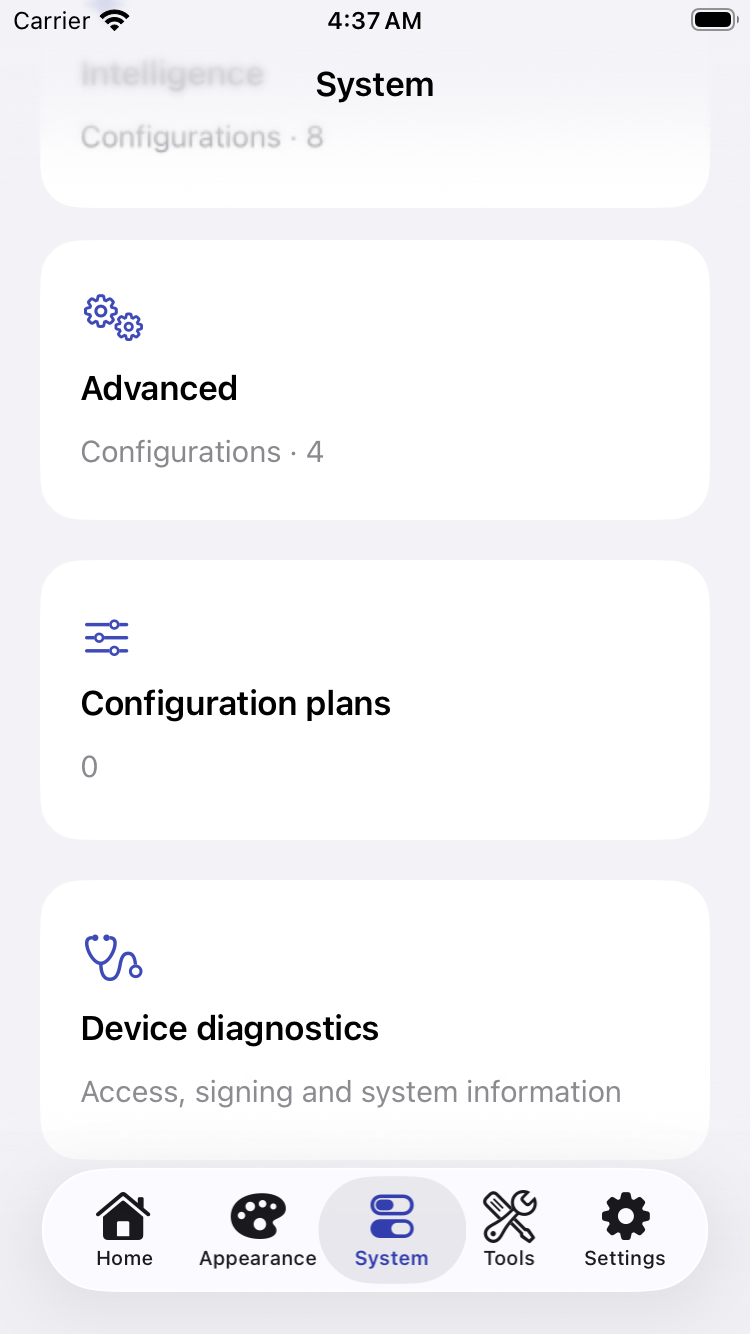 Carrier
4:37 AM
Intelligence
System
Configurations · 8
Advanced
Configurations · 4
Configuration plans
0
Device diagnostics
Access, signing and system information
Home
Appearance
System
Tools
Settings